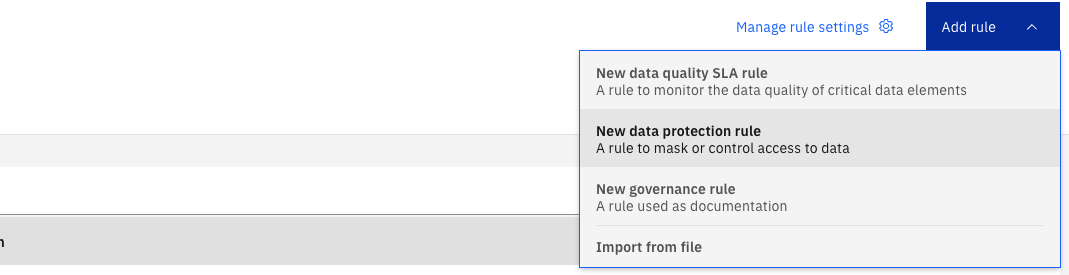 Manage rule settings
Add rule
New data quality SLA rule
A rule to monitor the data quality of critical data elements
New data protection rule
A rule to mask or control access to data
New governance rule
A rule used as documentation
Import from file